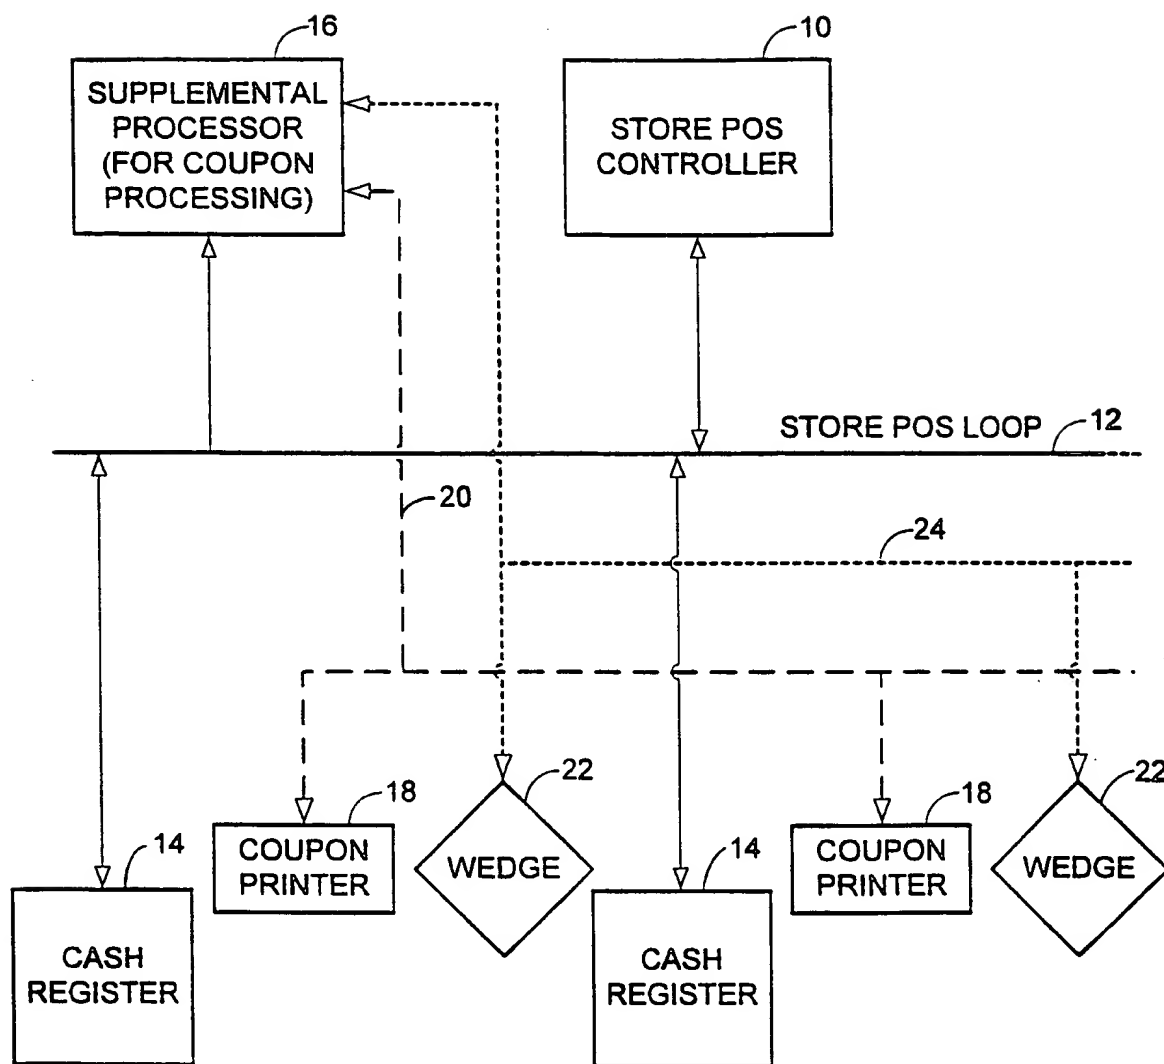 16
10
SUPPLEMENTAL
PROCESSOR
(FOR COUPON
PROCESSING)
STORE POS
CONTROLLER
STORE POS LOOP
12
20
24
22
22
18
18
14
14
COUPON
PRINTER
WEDGE
COUPON
PRINTER
WEDGE
CASH
REGISTER
CASH
REGISTER